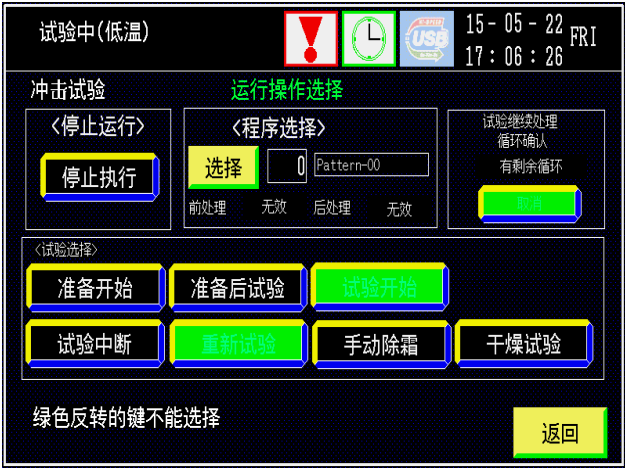 试验中(低温)
USB
15-05-22 FRI
17:06:26
冲击试验
运行操作选择
<停止运行>
停止执行
<程序选择>
选择 0 Pattern-00
前处理 无效 后处理 无效
试验继续处理
循环确认
有剩余循环
取消
<试验选择>
准备开始 准备后试验 试验开始
试验中断 重新试验 手动除霜 干燥试验
绿色反转的键不能选择
返回